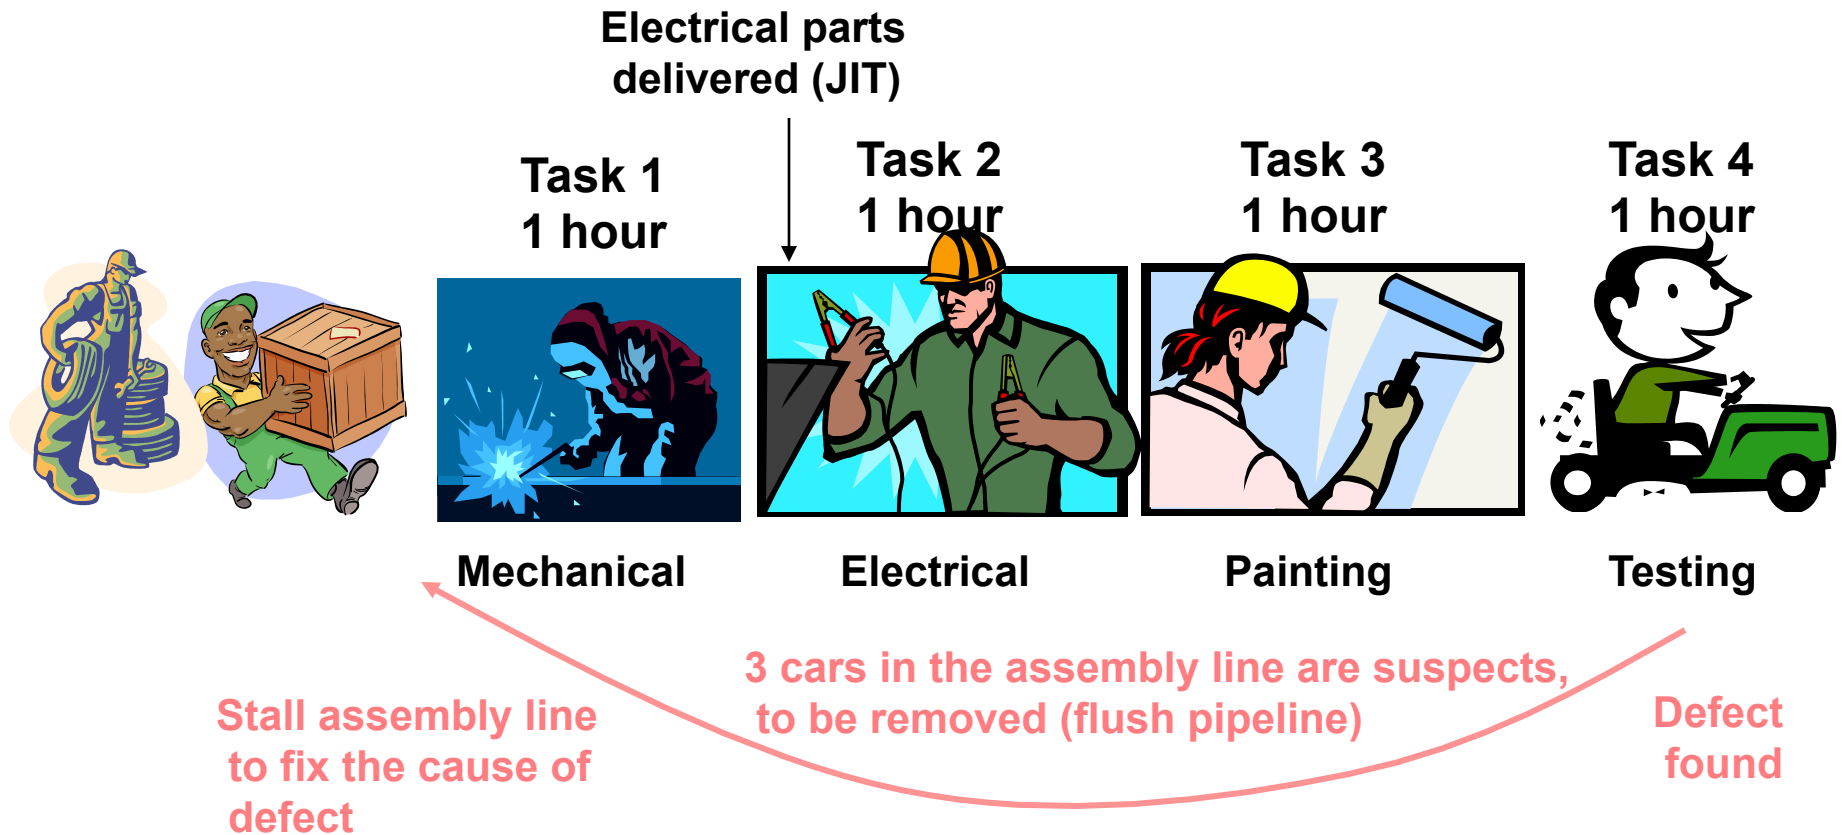 Electrical parts
delivered (JIT)
Task 1
1 hour
Task 2
1 hour
Task 3
1 hour
Task 4
1 hour
Mechanical
Electrical
Painting
Testing
3 cars in the assembly line are suspects,
to be removed (flush pipeline)
Stall assembly line
to fix the cause of
defect
Defect
found